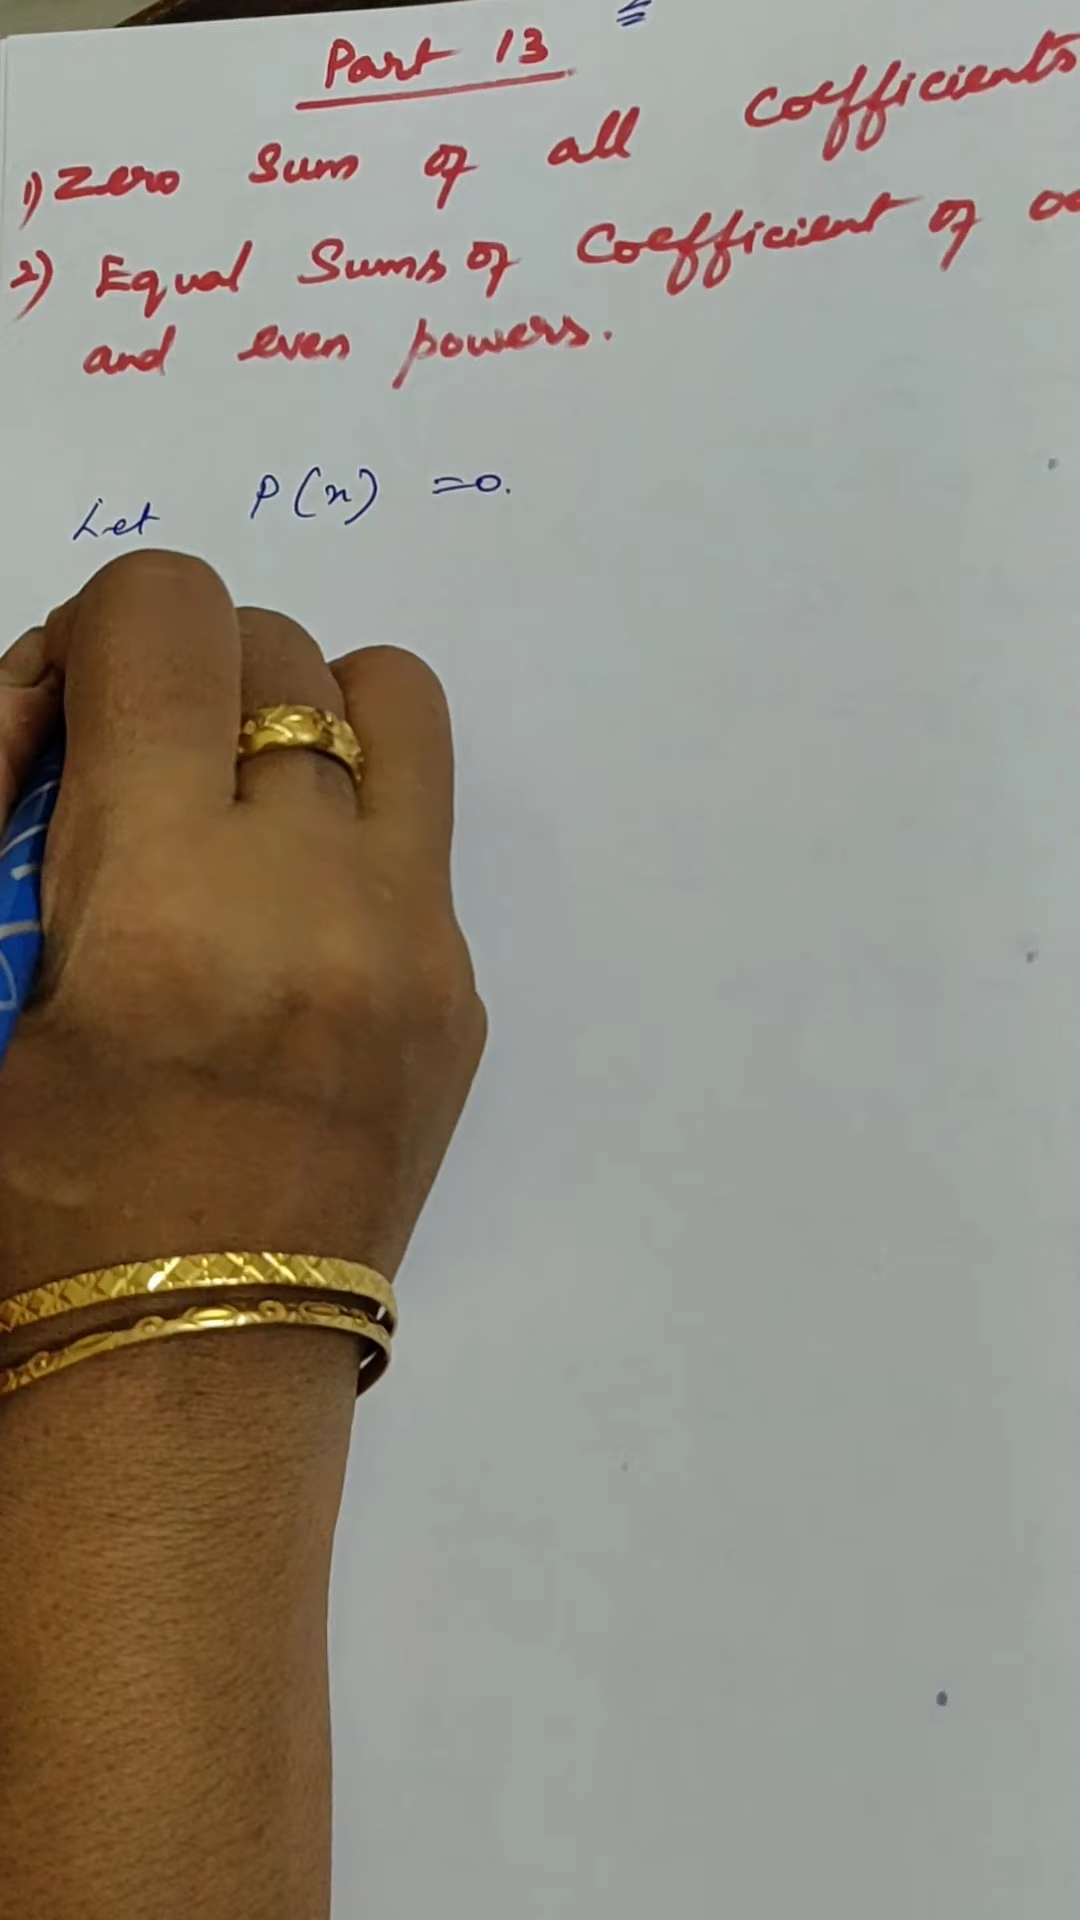 Part 13
1) Zero Sum of all Coefficients
2) Equal Sums of Coefficient of
and even powers.
Let P(x) =0.